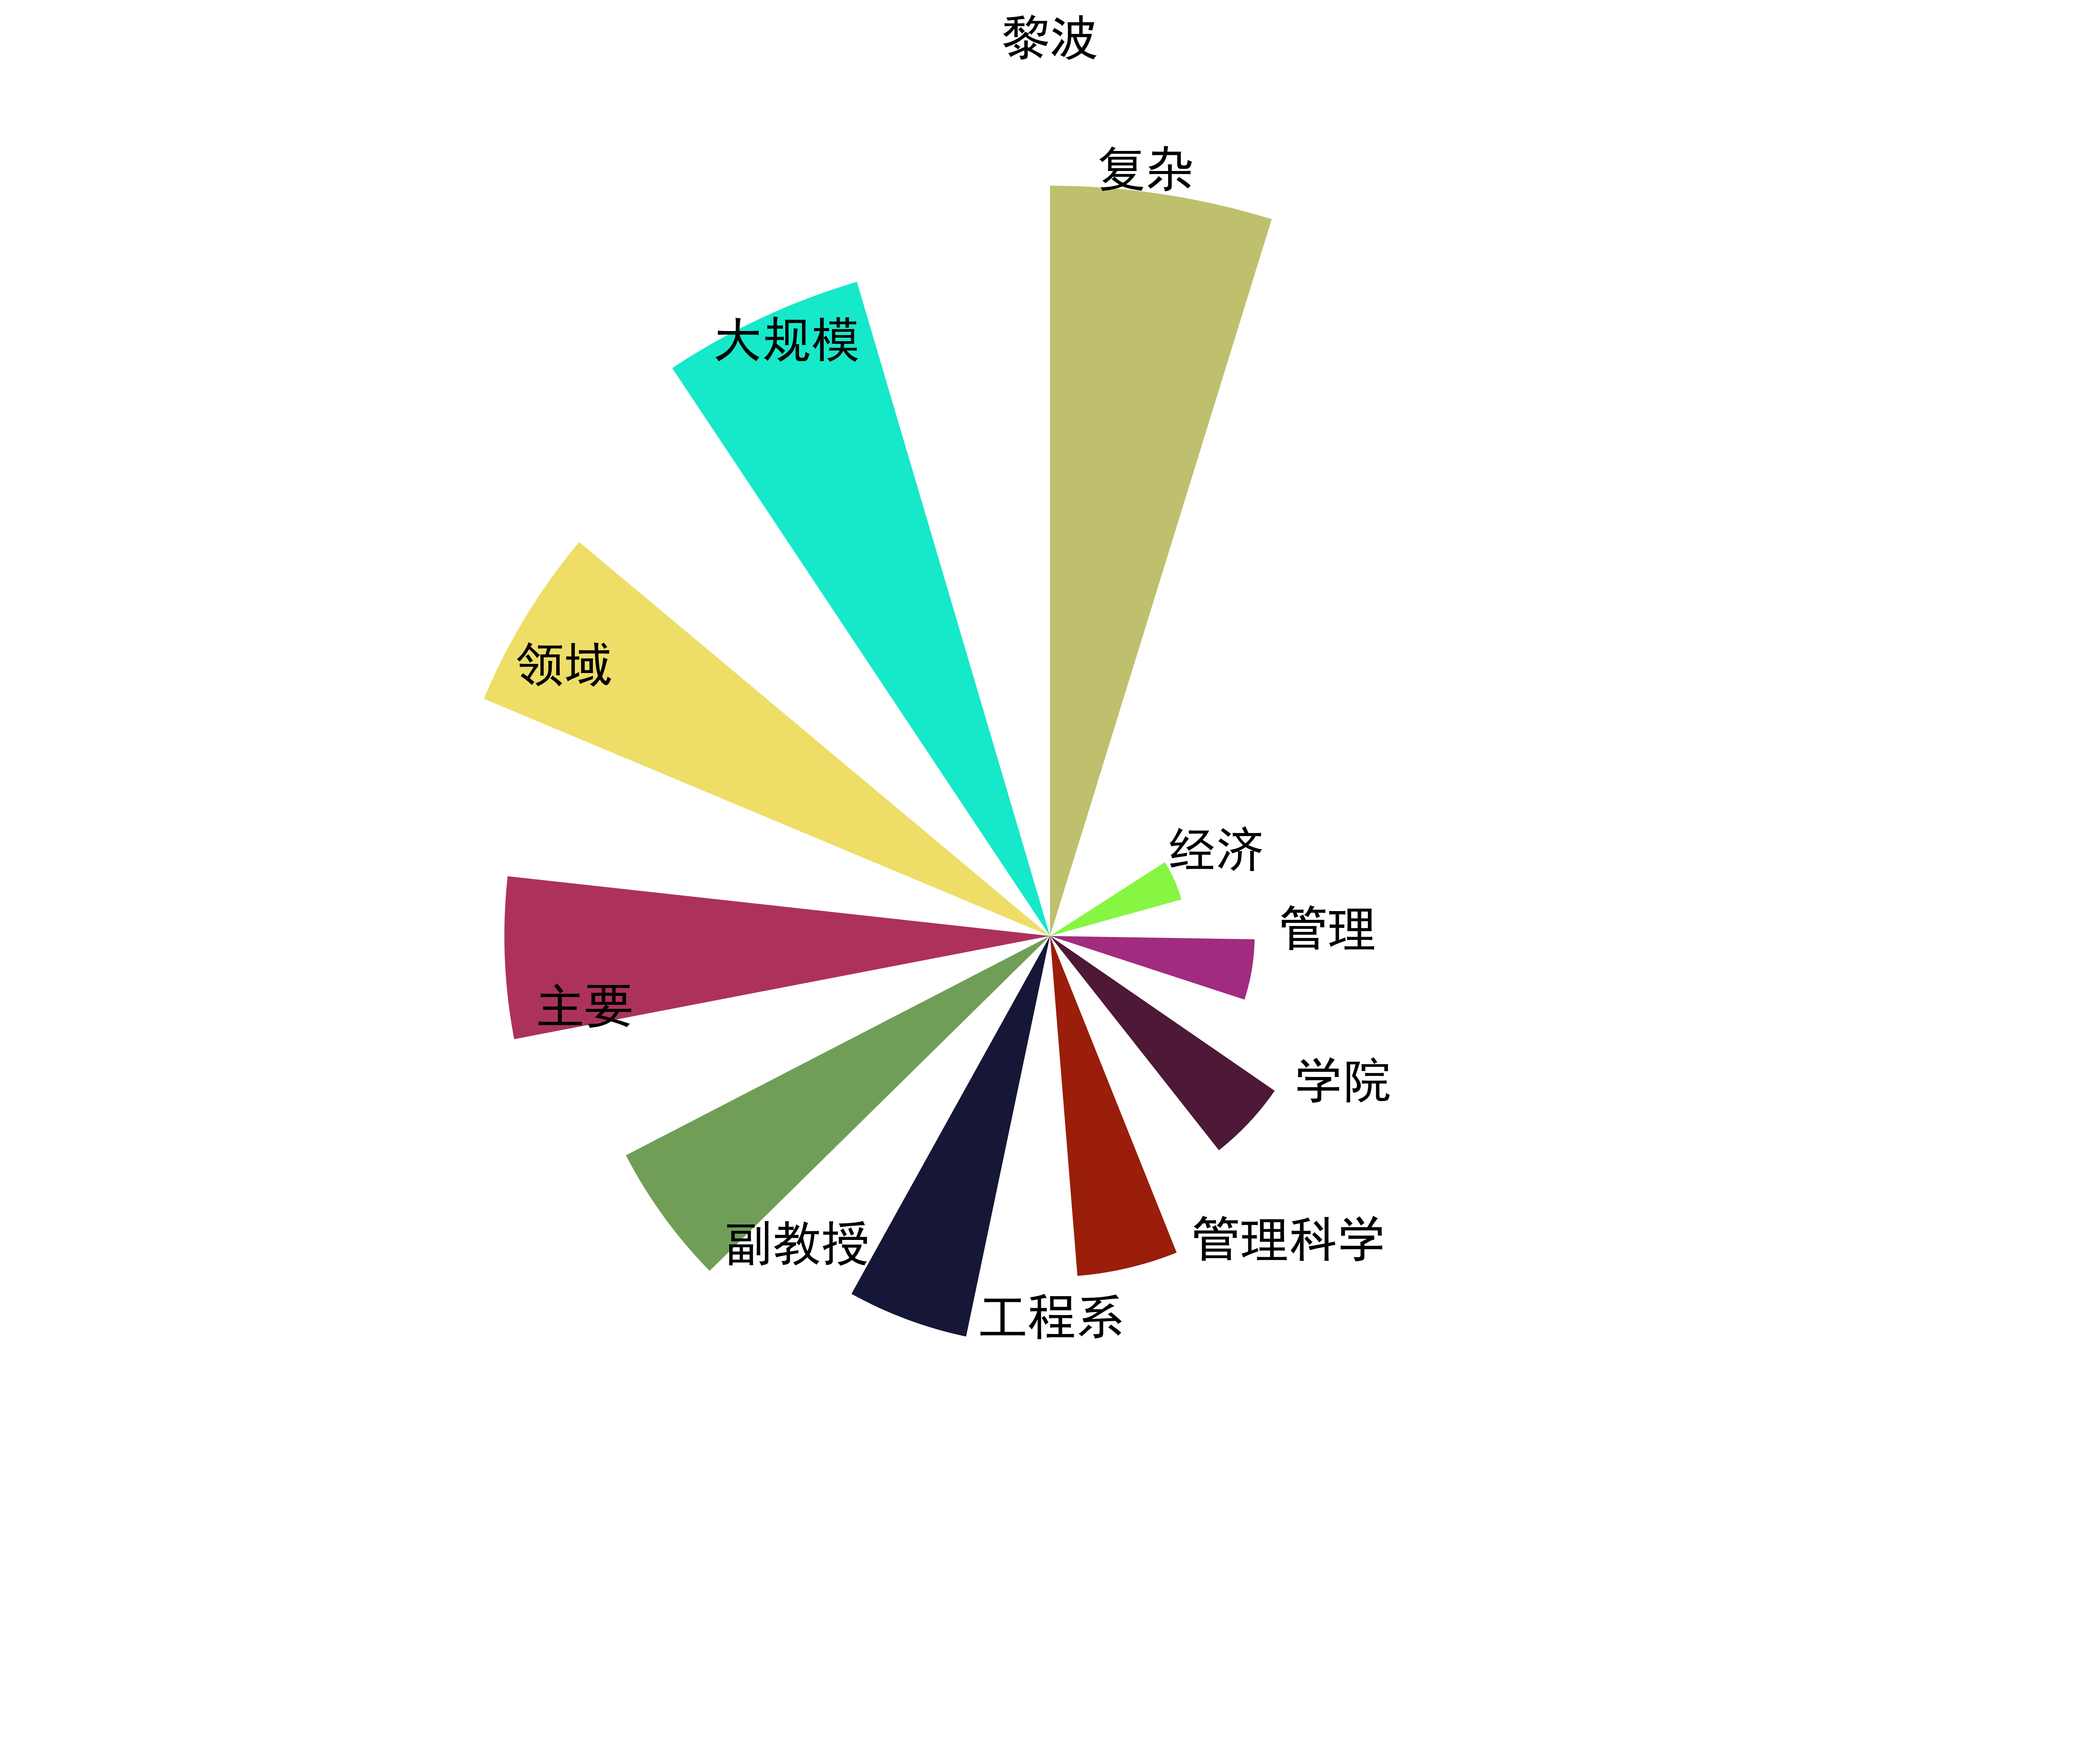 黎波
复杂
大规模
领域
经济
管理
主要
学院
副教授
管理科学
工程系